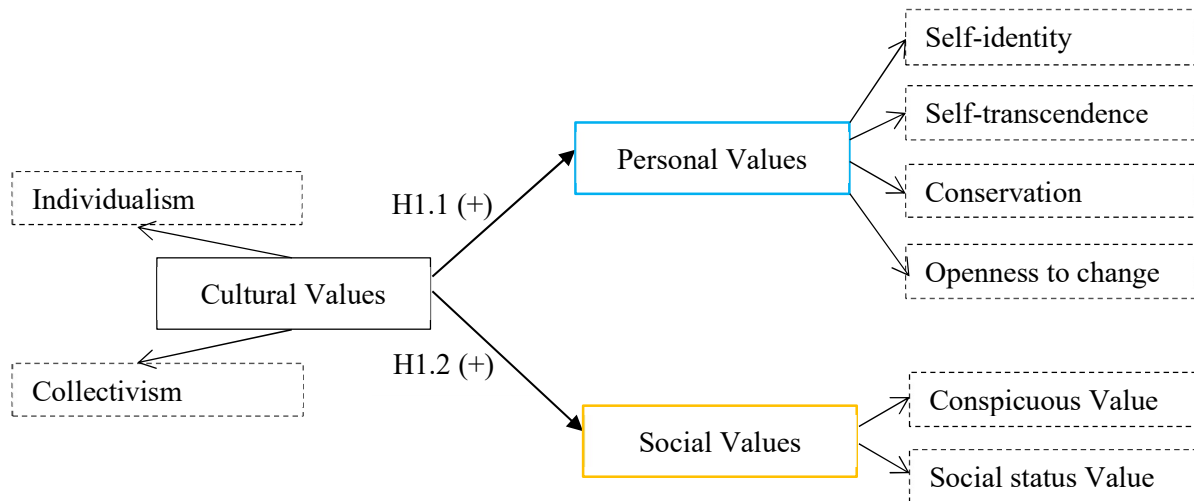 Self-identity
Self-transcendence
Personal Values
Individualism
Conservation
H1.1 (+)
Openness to change
Cultural Values
H1.2 (+)
Collectivism
Conspicuous Value
Social Values
Social status Value